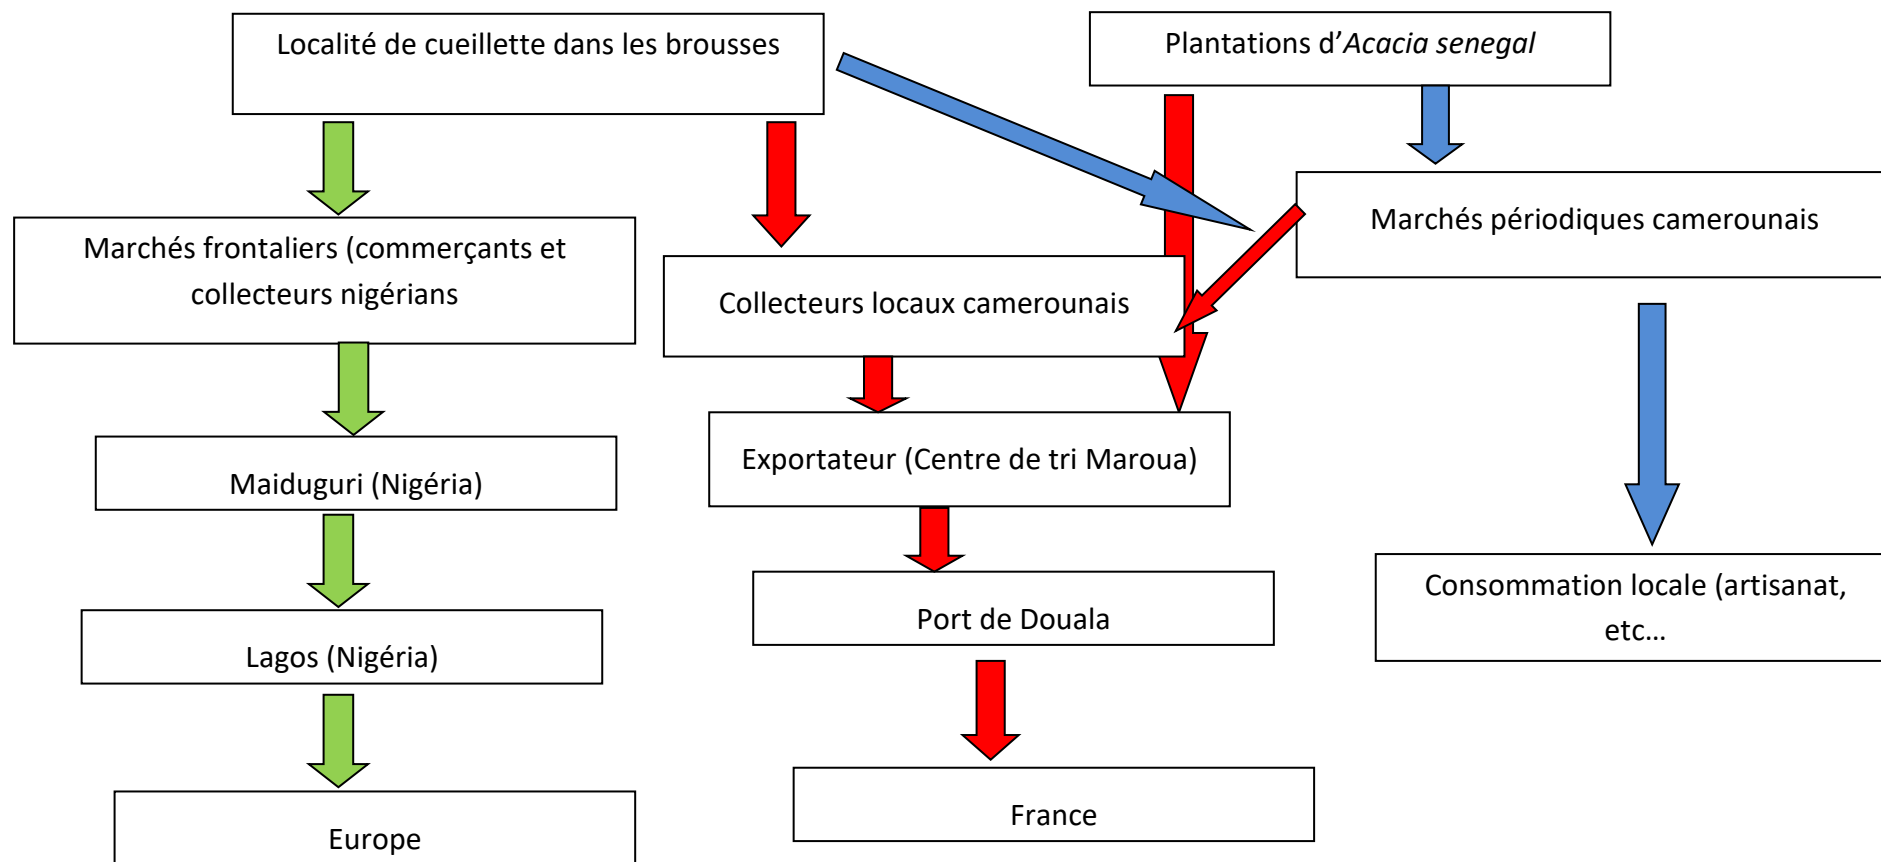 Localité de cueillette dans les brousses
Plantations d’Acacia senegal
Marchés périodiques camerounais
Marchés frontaliers (commerçants et
collecteurs nigérians
Collecteurs locaux camerounais
Exportateur (Centre de tri Maroua)
Maiduguri (Nigéria)
Consommation locale (artisanat,
etc…
Port de Douala
Lagos (Nigéria)
France
Europe